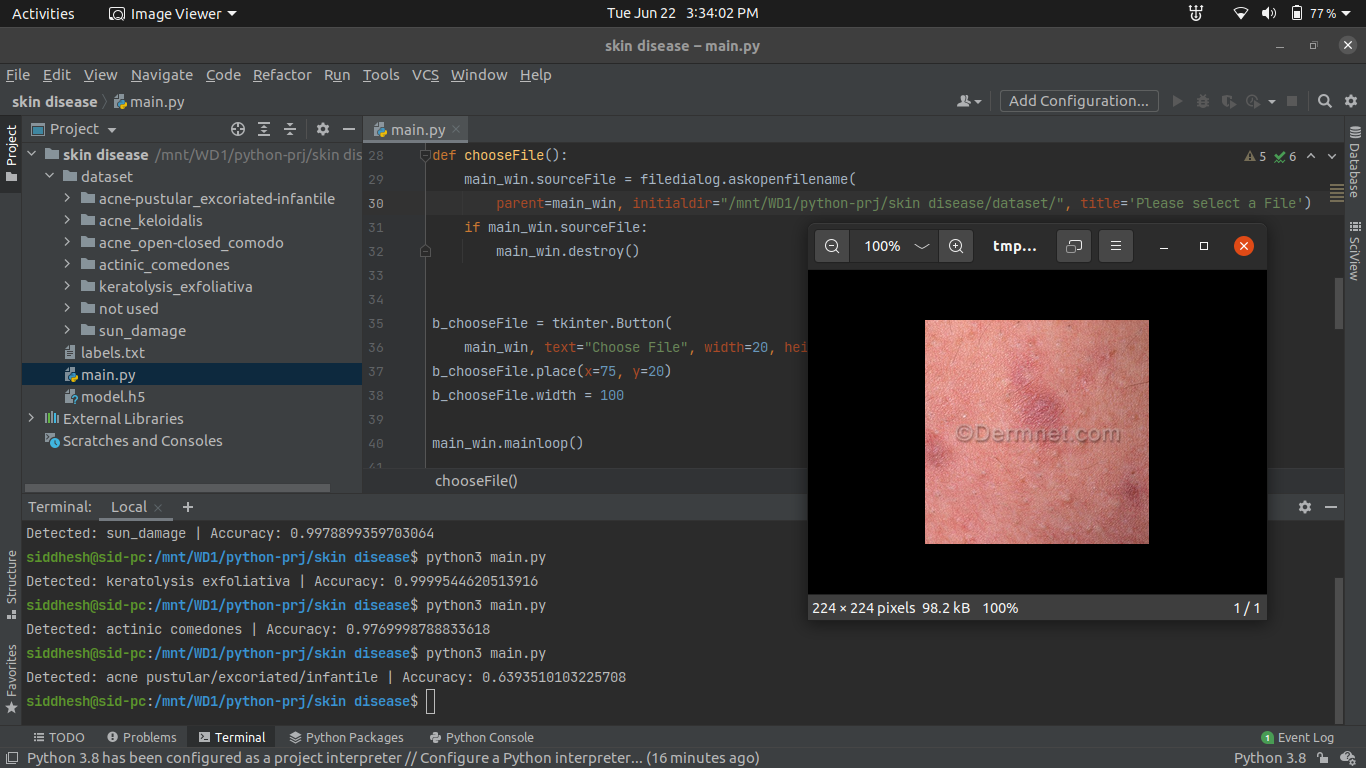 Activities Image Viewer Tue Jun 22 3:34:02 PM 77 %
skin disease – main.py
File Edit View Navigate Code Refactor Run Tools VCS Window Help
skin disease main.py Add Configuration...
Project
Project
main.py
skin disease /mnt/WD1/python-prj/skin dis
dataset
acne-pustular_excoriated-infantile
acne_keloidalis
acne_open-closed_comodo
actinic_comedones
keratolysis_exfoliativa
not used
sun_damage
labels.txt
main.py
model.h5
External Libraries
Scratches and Consoles
5 6
28 def chooseFile():
29 main_win.sourceFile = filedialog.askopenfilename(
30 parent=main_win, initialdir="/mnt/WD1/python-prj/skin disease/dataset/", title='Please select a File')
31 if main_win.sourceFile:
32 main_win.destroy()
33
34
35 b_chooseFile = tkinter.Button(
36 main_win, text="Choose File", width=20, hei
37 b_chooseFile.place(x=75, y=20)
38 b_chooseFile.width = 100
39
40 main_win.mainloop()
41
chooseFile()
Database
SciView
100% tmp...
©Dermnet.com
224 × 224 pixels 98.2 kB 100% 1 / 1
Terminal: Local
Detected: sun_damage | Accuracy: 0.9978899359703064
siddhesh@sid-pc:/mnt/WD1/python-prj/skin disease$ python3 main.py
Detected: keratolysis exfoliativa | Accuracy: 0.9999544620513916
siddhesh@sid-pc:/mnt/WD1/python-prj/skin disease$ python3 main.py
Detected: actinic comedones | Accuracy: 0.9769998788833618
siddhesh@sid-pc:/mnt/WD1/python-prj/skin disease$ python3 main.py
Detected: acne pustular/excoriated/infantile | Accuracy: 0.6393510103225708
siddhesh@sid-pc:/mnt/WD1/python-prj/skin disease$
Structure
Favorites
TODO Problems Terminal Python Packages Python Console 1 Event Log
Python 3.8 has been configured as a project interpreter // Configure a Python interpreter... (16 minutes ago) Python 3.8